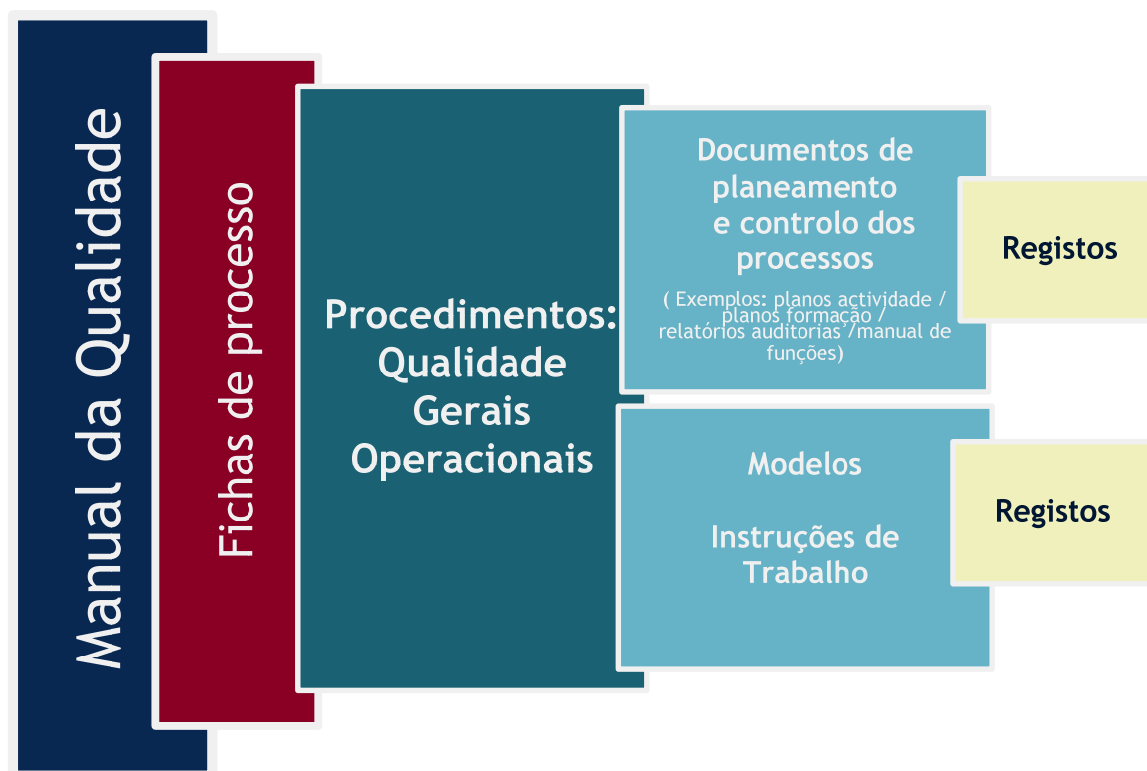 Manual da Qualidade
Fichas de processo
Procedimentos:
Qualidade
Gerais
Operacionais
Documentos de
planeamento
e controlo dos
processos
( Exemplos: planos actividade /
planos formação /
relatórios auditorias /manual de
funções)
Registos
Modelos
Instruções de
Trabalho
Registos